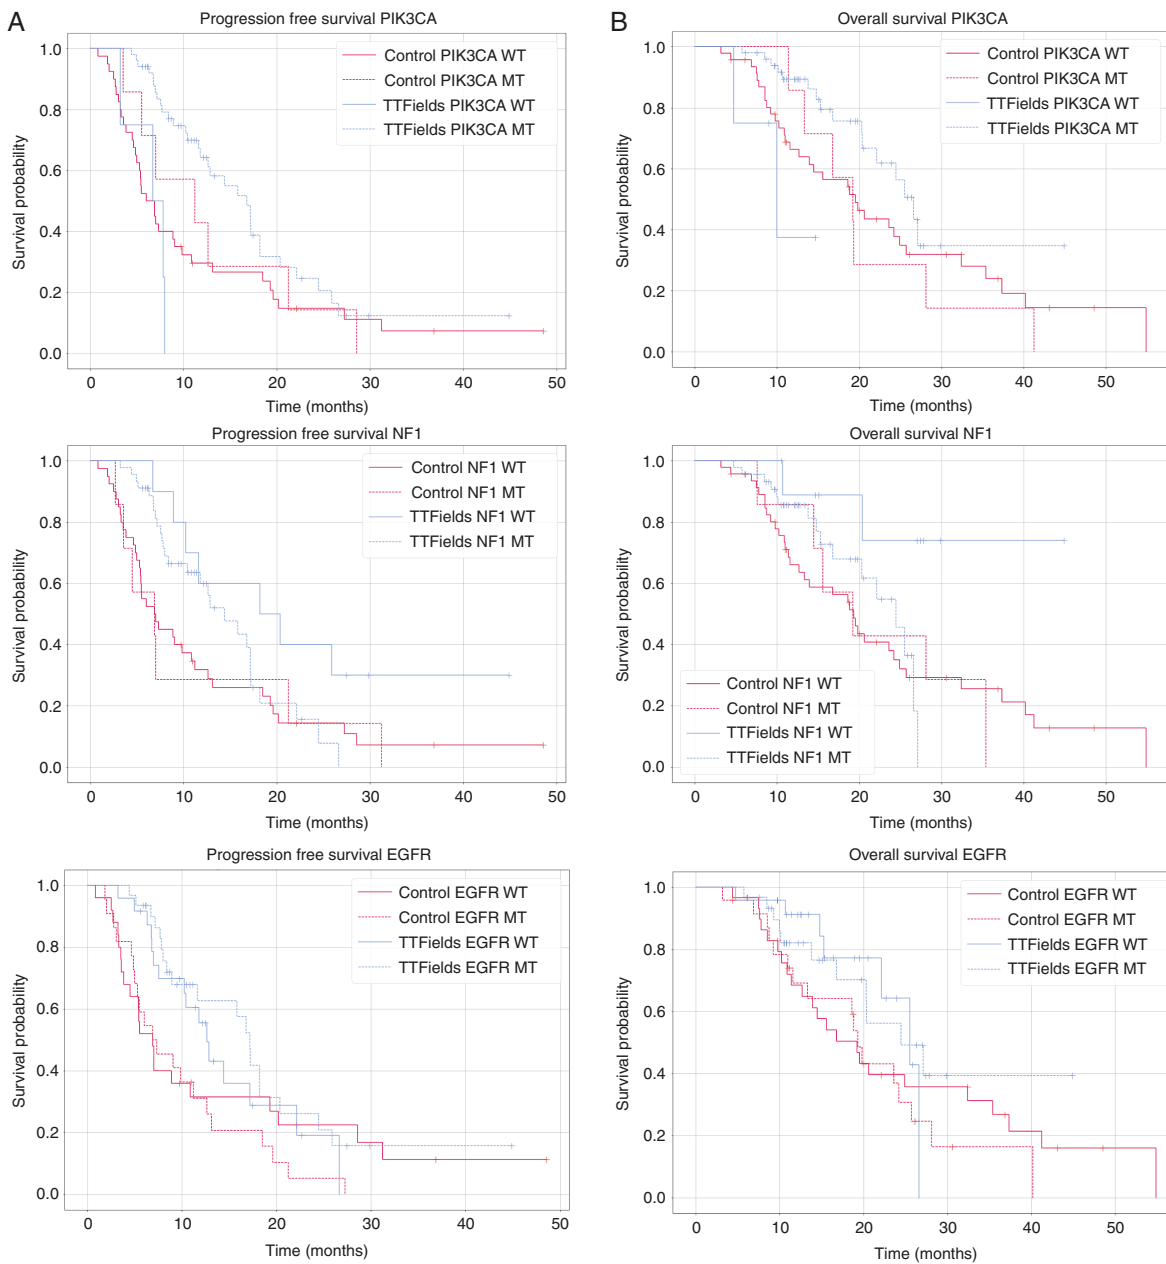 A
Progression free survival PIK3CA
Survival probability
1.0
0.8
0.6
0.4
0.2
0.0
Control PIK3CA WT
Control PIK3CA MT
TTFields PIK3CA WT
TTFields PIK3CA MT
0 10 20 30 40 50
Time (months)
B
Overall survival PIK3CA
Survival probability
1.0
0.8
0.6
0.4
0.2
0.0
Control PIK3CA WT
Control PIK3CA MT
TTFields PIK3CA WT
TTFields PIK3CA MT
0 10 20 30 40 50
Time (months)
Progression free survival NF1
Survival probability
1.0
0.8
0.6
0.4
0.2
0.0
Control NF1 WT
Control NF1 MT
TTFields NF1 WT
TTFields NF1 MT
0 10 20 30 40 50
Time (months)
Overall survival NF1
Survival probability
1.0
0.8
0.6
0.4
0.2
0.0
Control NF1 WT
Control NF1 MT
TTFields NF1 WT
TTFields NF1 MT
0 10 20 30 40 50
Time (months)
Progression free survival EGFR
Survival probability
1.0
0.8
0.6
0.4
0.2
0.0
Control EGFR WT
Control EGFR MT
TTFields EGFR WT
TTFields EGFR MT
0 10 20 30 40 50
Time (months)
Overall survival EGFR
Survival probability
1.0
0.8
0.6
0.4
0.2
0.0
Control EGFR WT
Control EGFR MT
TTFields EGFR WT
TTFields EGFR MT
0 10 20 30 40 50
Time (months)